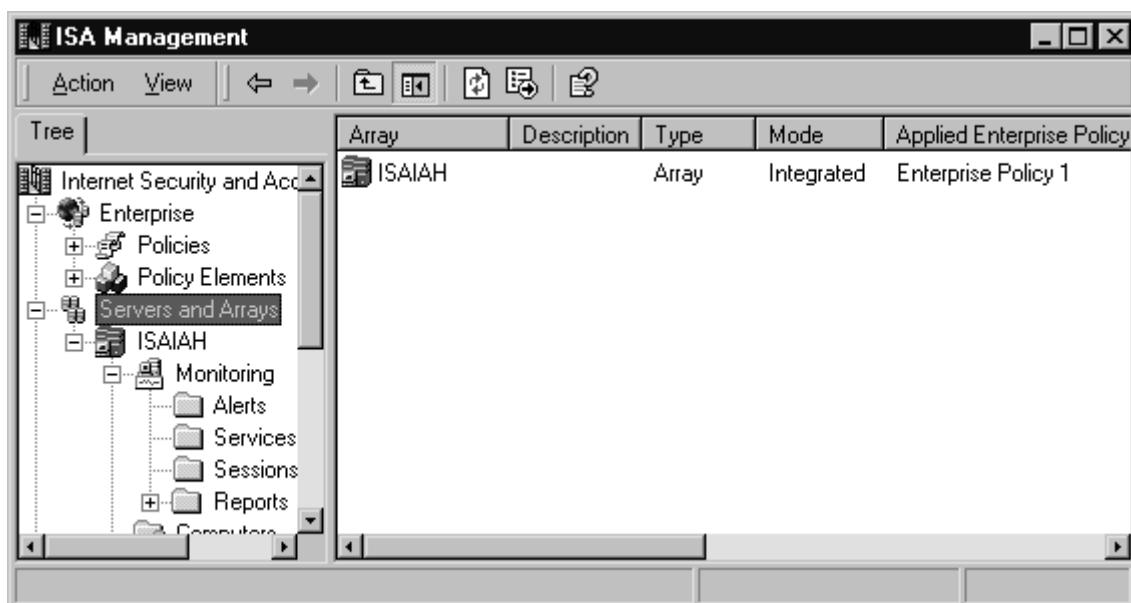 ISA Management
Action View
Tree
Array Description Type Mode Applied Enterprise Policy
ISAIAH Array Integrated Enterprise Policy 1
Internet Security and Acc
Enterprise
Policies
Policy Elements
Servers and Arrays
ISAIAH
Monitoring
Alerts
Services
Sessions
Reports
Computers